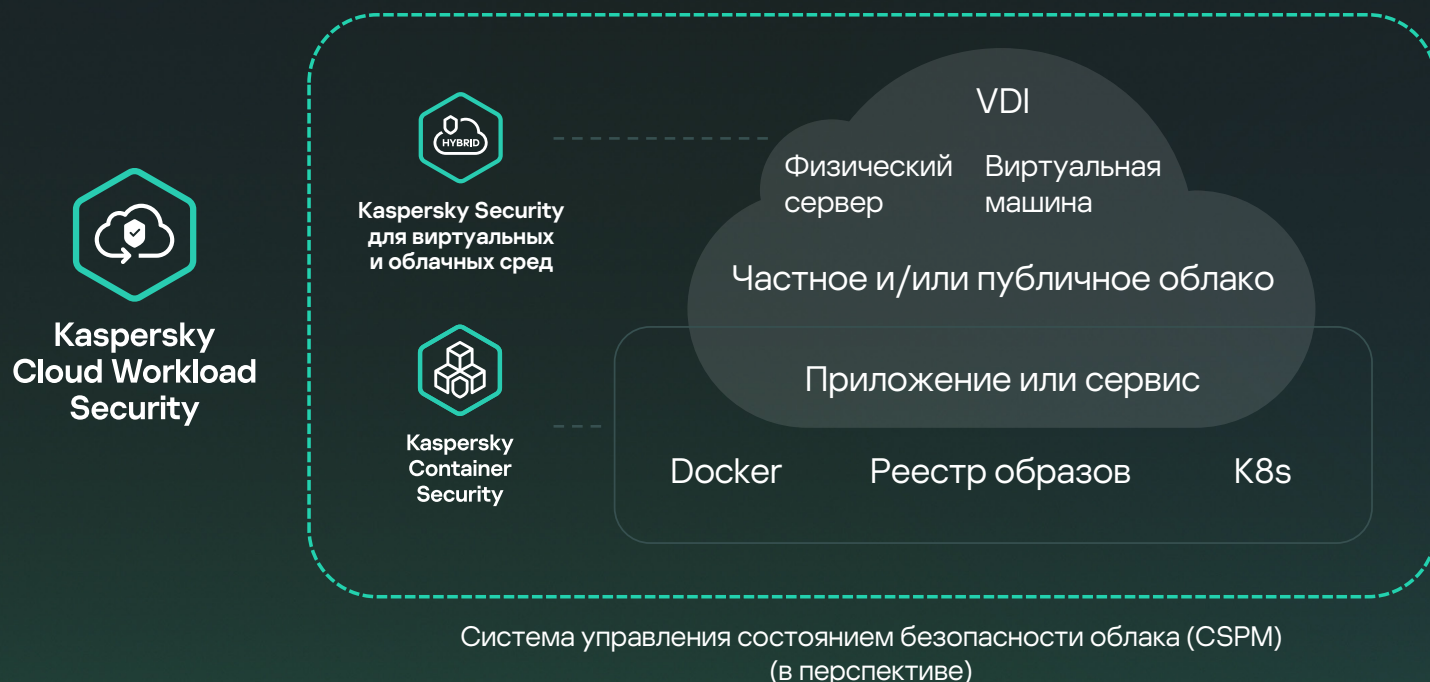 Kaspersky
Cloud Workload
Security
HYBRID
Kaspersky Security
для виртуальных
и облачных сред
Kaspersky
Container
Security
VDI
Физический
сервер
Виртуальная
машина
Частное и/или публичное облако
Приложение или сервис
Docker
Реестр образов
K8s
Система управления состоянием безопасности облака (CSPM)
(в перспективе)